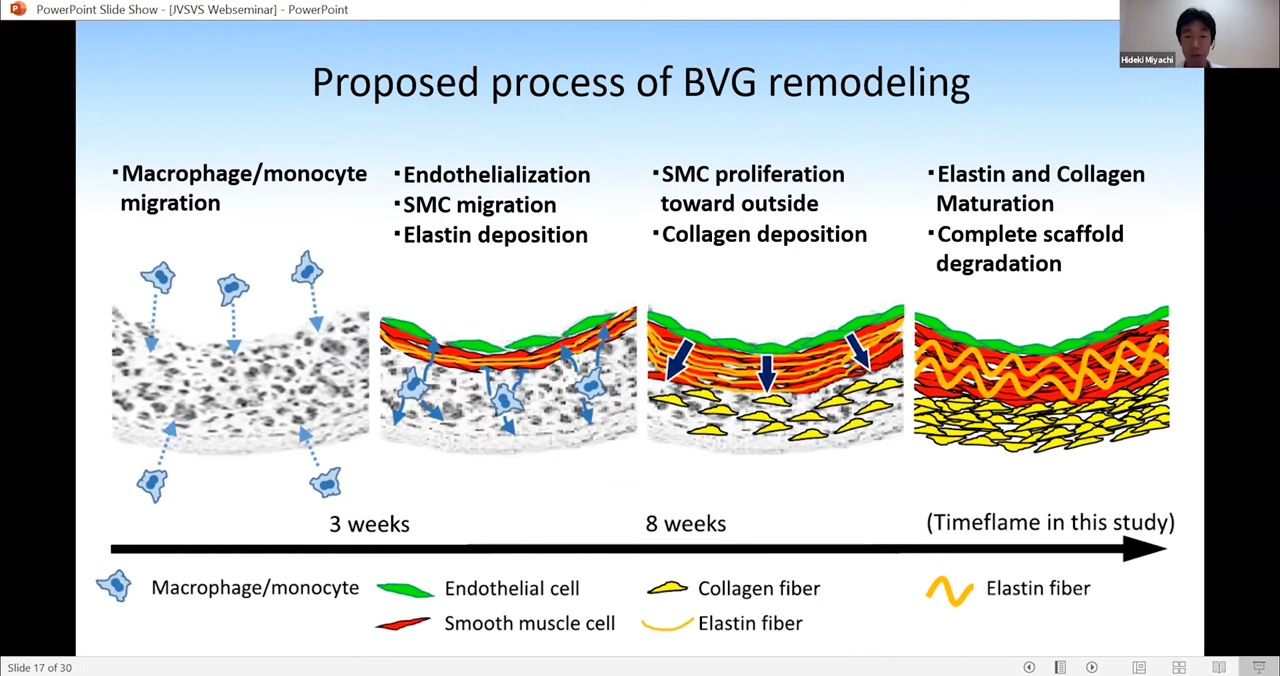 PowerPoint Slide Show - [JVSVS Webseminar] - PowerPoint
Hideki Miyachi
Proposed process of BVG remodeling
▪Macrophage/monocyte
migration
▪Endothelialization
▪SMC migration
▪Elastin deposition
▪SMC proliferation
toward outside
▪Collagen deposition
▪Elastin and Collagen
Maturation
▪Complete scaffold
degradation
3 weeks
8 weeks
(Timeflame in this study)
Macrophage/monocyte
Endothelial cell
Smooth muscle cell
Collagen fiber
Elastin fiber
Elastin fiber
Slide 17 of 30